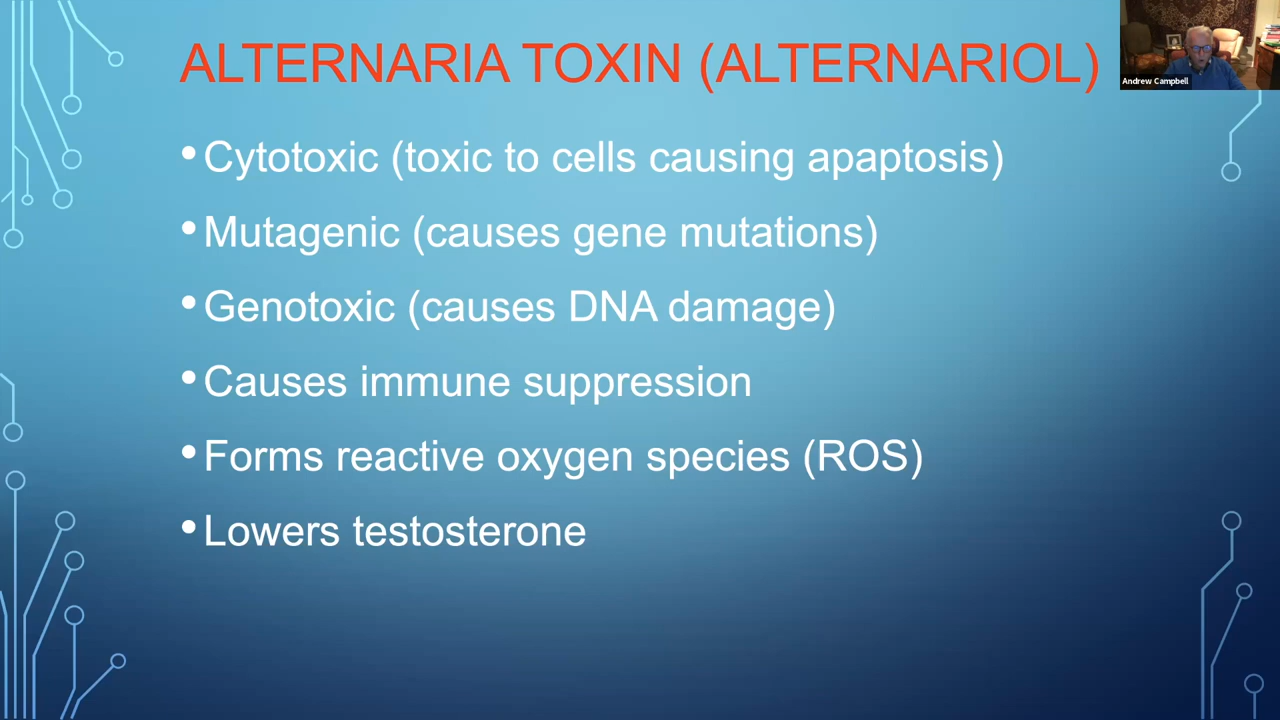 ALTERNARIA TOXIN (ALTERNARIOL)
Andrew Campbell
• Cytotoxic (toxic to cells causing apaptosis)
• Mutagenic (causes gene mutations)
• Genotoxic (causes DNA damage)
• Causes immune suppression
• Forms reactive oxygen species (ROS)
• Lowers testosterone